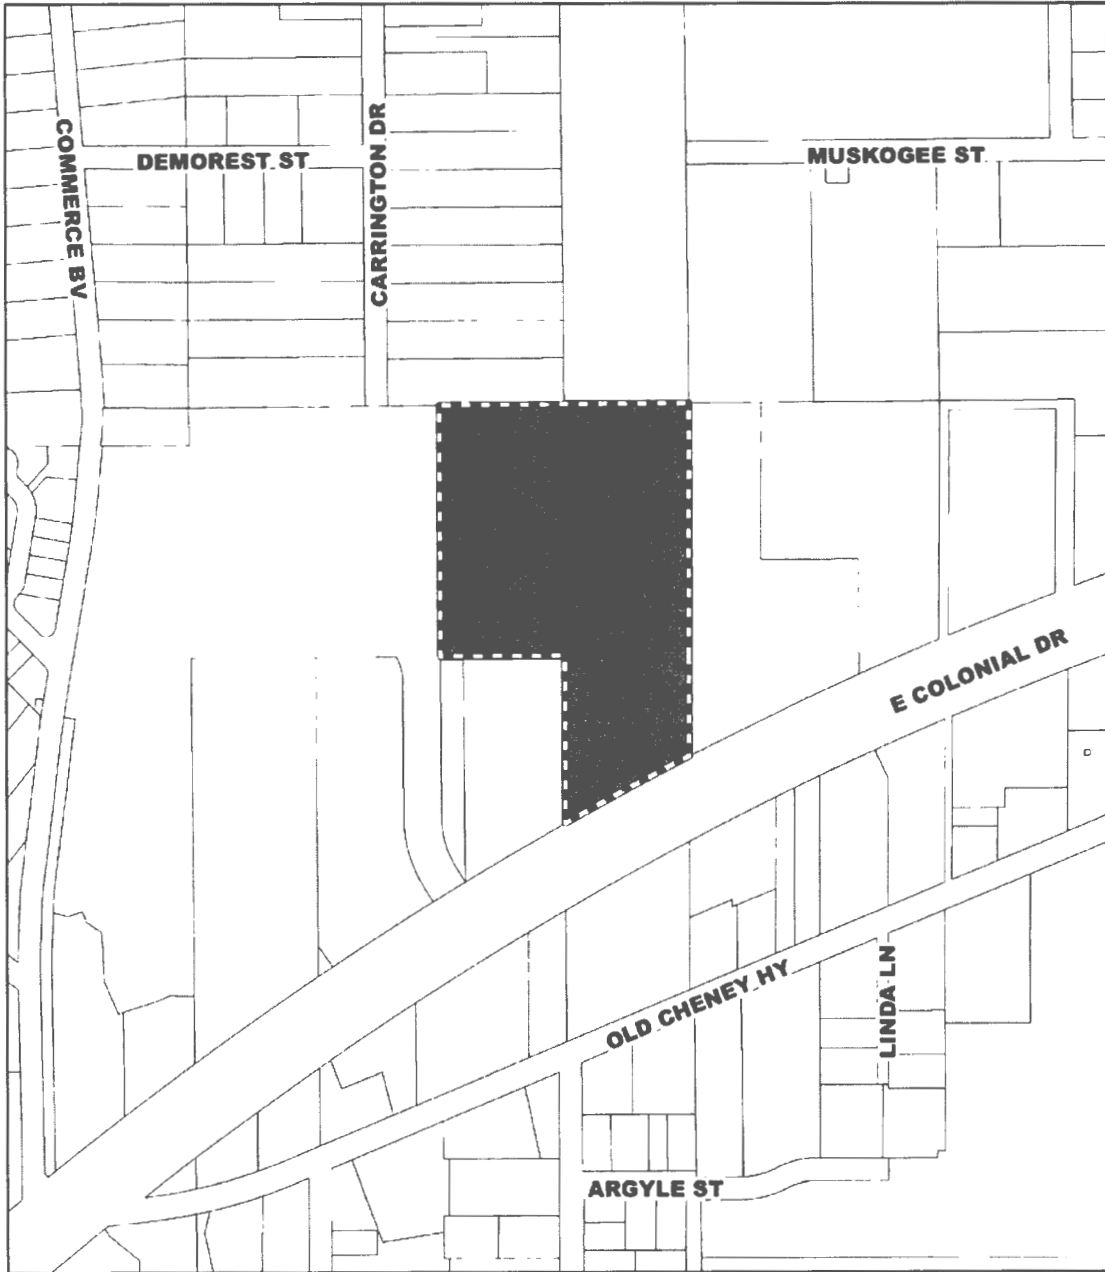 DEMOREST ST
MUSKOGEE ST
COMMERCE BV
CARRINGTON DR
E COLONIAL DR
OLD CHENEY HY
LINDA LN
ARGYLE ST